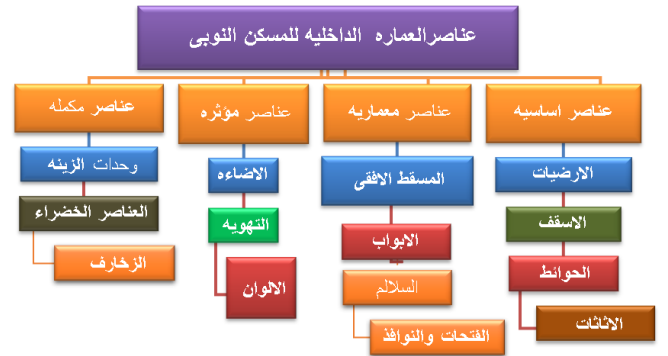 عناصرالعماره الداخليه للمسكن النوبى
عناصر اساسيه
عناصر معماريه
عناصر مؤثره
عناصر مكمله
الارضيات
الاسقف
الحوائط
الاثاثات
المسقط الافقى
الابواب
السلالم
الفتحات والنوافذ
الاضاءه
التهويه
الالوان
وحدات الزينه
العناصر الخضراء
الزخارف